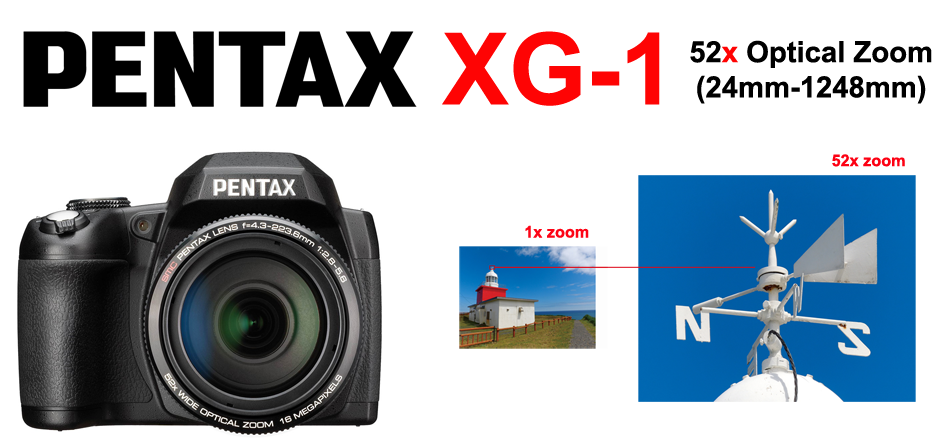 PENTAX XG-1
52x Optical Zoom
(24mm-1248mm)
52x zoom
1x zoom
PENTAX
smc PENTAX LENS f=4.3-223.6mm 1:2.8-5.6
52x WIDE OPTICAL ZOOM 16 MEGAPIXELS
N
S